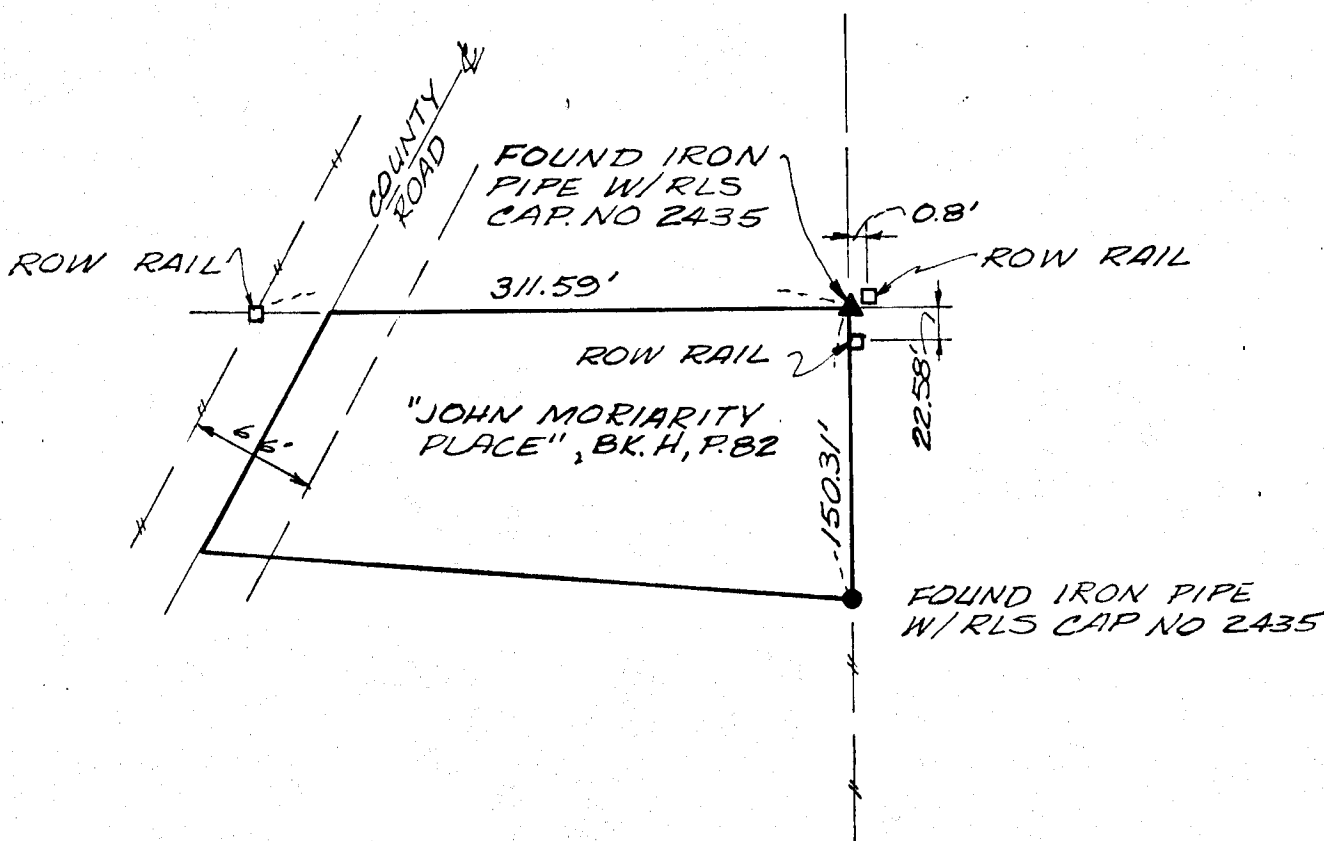 COUNTY
ROAD
FOUND IRON
PIPE W/RLS
CAP. NO 2435
0.8'
ROW RAIL
ROW RAIL
311.59'
ROW RAIL
22.58'
"JOHN MORIARITY
PLACE", BK. H, P. 82
66'
150.31'
FOUND IRON PIPE
W/ RLS CAP NO 2435